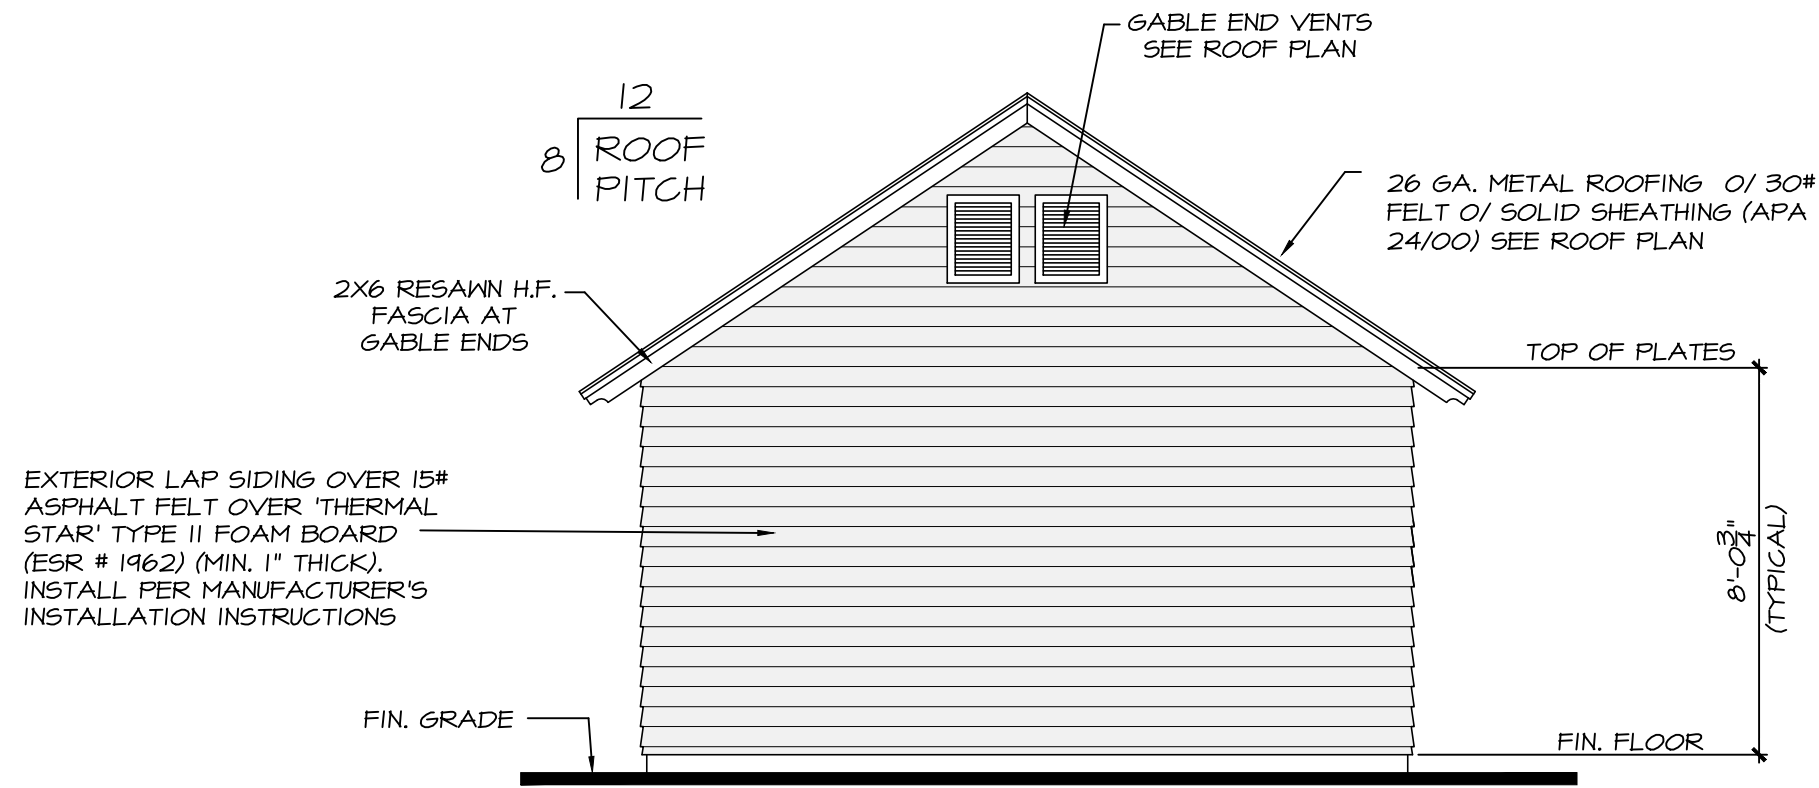 GABLE END VENTS
SEE ROOF PLAN
12
8
ROOF
PITCH
26 GA. METAL ROOFING O/ 30#
FELT O/ SOLID SHEATHING (APA
24/00) SEE ROOF PLAN
2X6 RESAWN H.F.
FASCIA AT
GABLE ENDS
TOP OF PLATES
EXTERIOR LAP SIDING OVER 15#
ASPHALT FELT OVER 'THERMAL
STAR' TYPE II FOAM BOARD
(ESR # 1962) (MIN. 1" THICK).
INSTALL PER MANUFACTURER'S
INSTALLATION INSTRUCTIONS
8'-0 3/4"
(TYPICAL)
FIN. GRADE
FIN. FLOOR